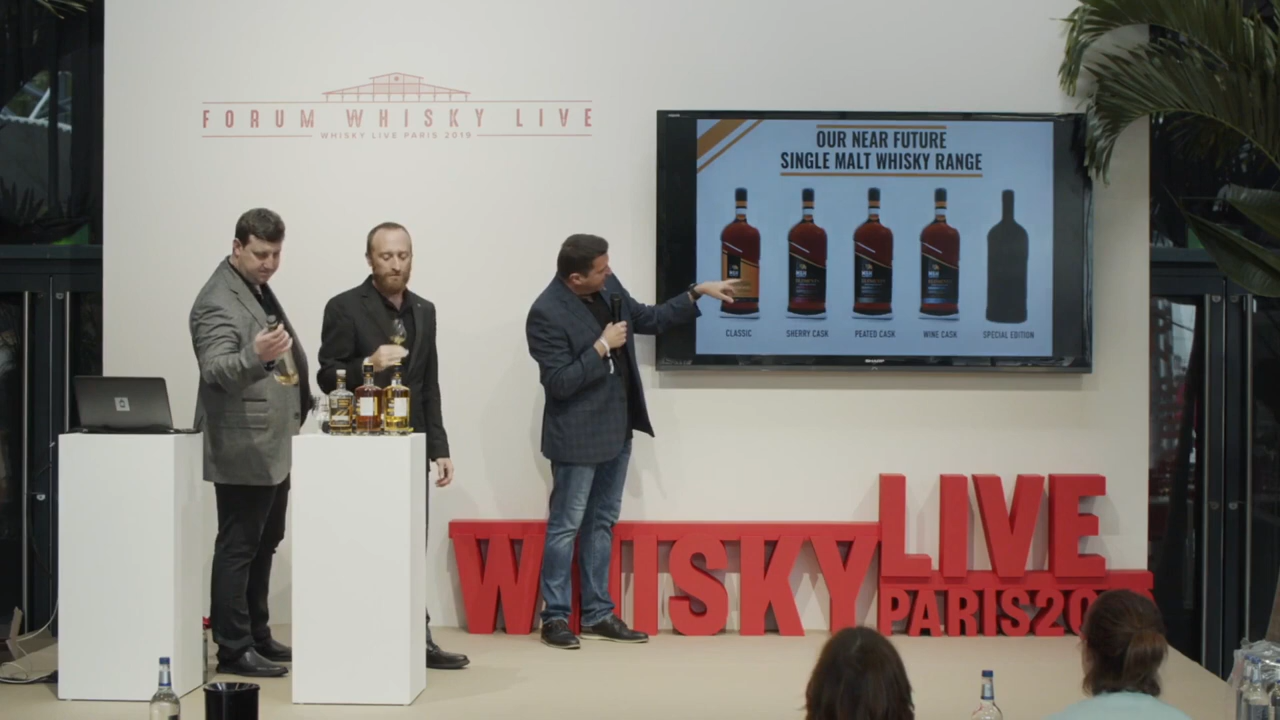 FORUM WHISKY LIVE
WHISKY LIVE PARIS 2019
OUR NEAR FUTURE
SINGLE MALT WHISKY RANGE
M&H
M&H
M&H
M&H
CLASSIC
SHERRY CASK
PEATED CASK
WINE CASK
SPECIAL EDITION
SHARP
WHISKY LIVE
PARIS20